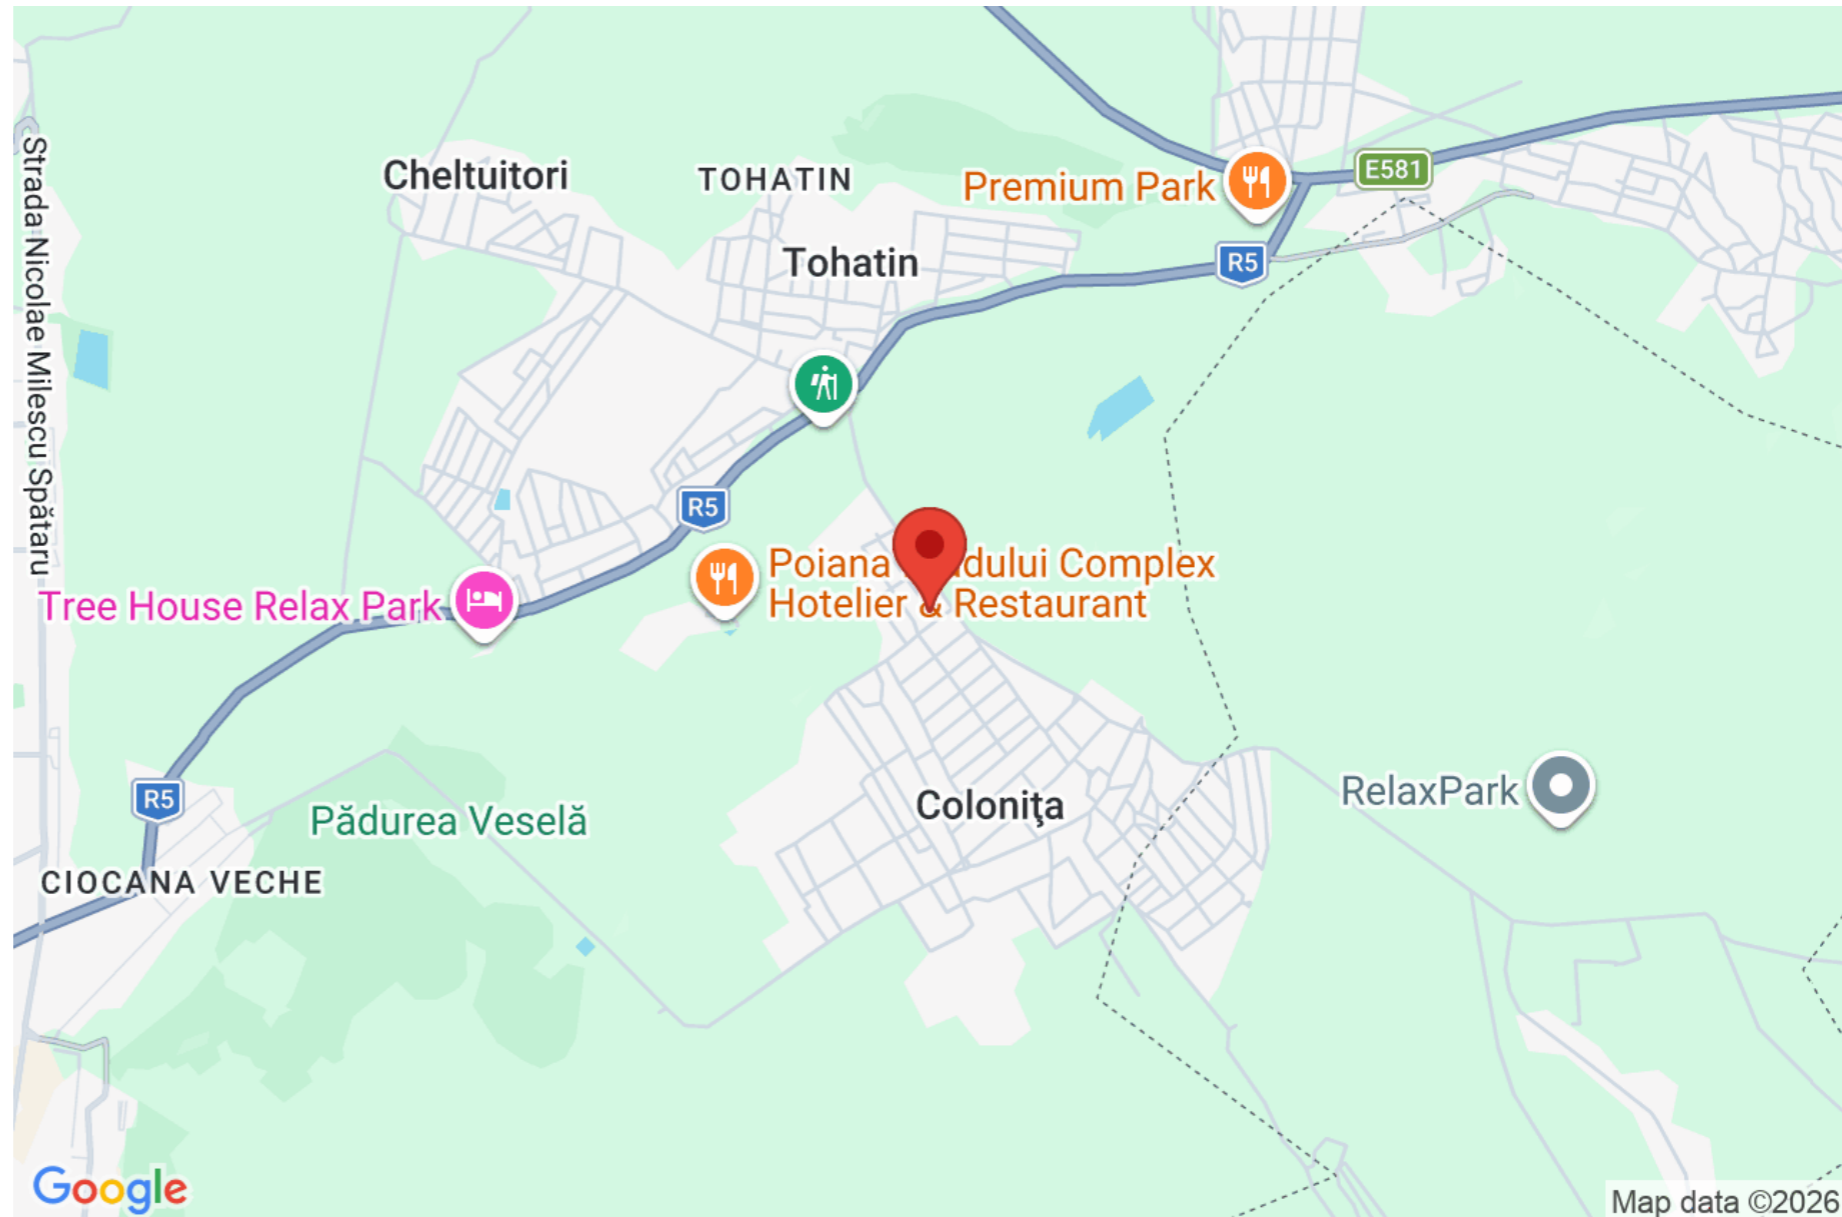 Strada Nicolae Milescu Spătaru
Cheltuitori
TOHATIN
Tohatin
Premium Park
E581
R5
R5
Poiana
dului Complex
Hotelier & Restaurant
Tree House Relax Park
R5
Pădurea Veselă
CIOCANA VECHE
Coloniţa
RelaxPark
Google
Map data ©2026